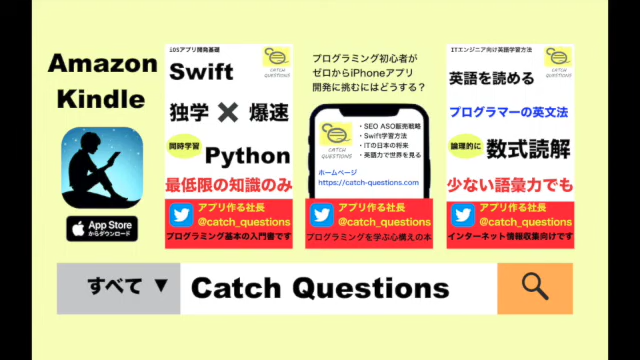 Amazon
Kindle
App Store
からダウンロード
iOSアプリ開発基礎
CATCH
QUESTIONS
Swift
独学 ✖ 爆速
同時学習
Python
最低限の知識のみ
アプリ作る社長
@catch_questions
プログラミング基本の入門書です
プログラミング初心者が
ゼロからiPhoneアプリ
開発に挑むにはどうする？
CATCH
QUESTIONS
・SEO ASO販売戦略
・Swift学習方法
・ITの日本の将来
・英語力で世界を見る
ホームページ
https://catch-questions.com
アプリ作る社長
@catch_questions
プログラミングを学ぶ心構えの本
ITエンジニア向け英語学習方法
CATCH
QUESTIONS
英語を読める
プログラマーの英文法
論理的に
数式読解
少ない語彙力でも
アプリ作る社長
@catch_questions
インターネット情報収集向けです
すべて ▼
Catch Questions